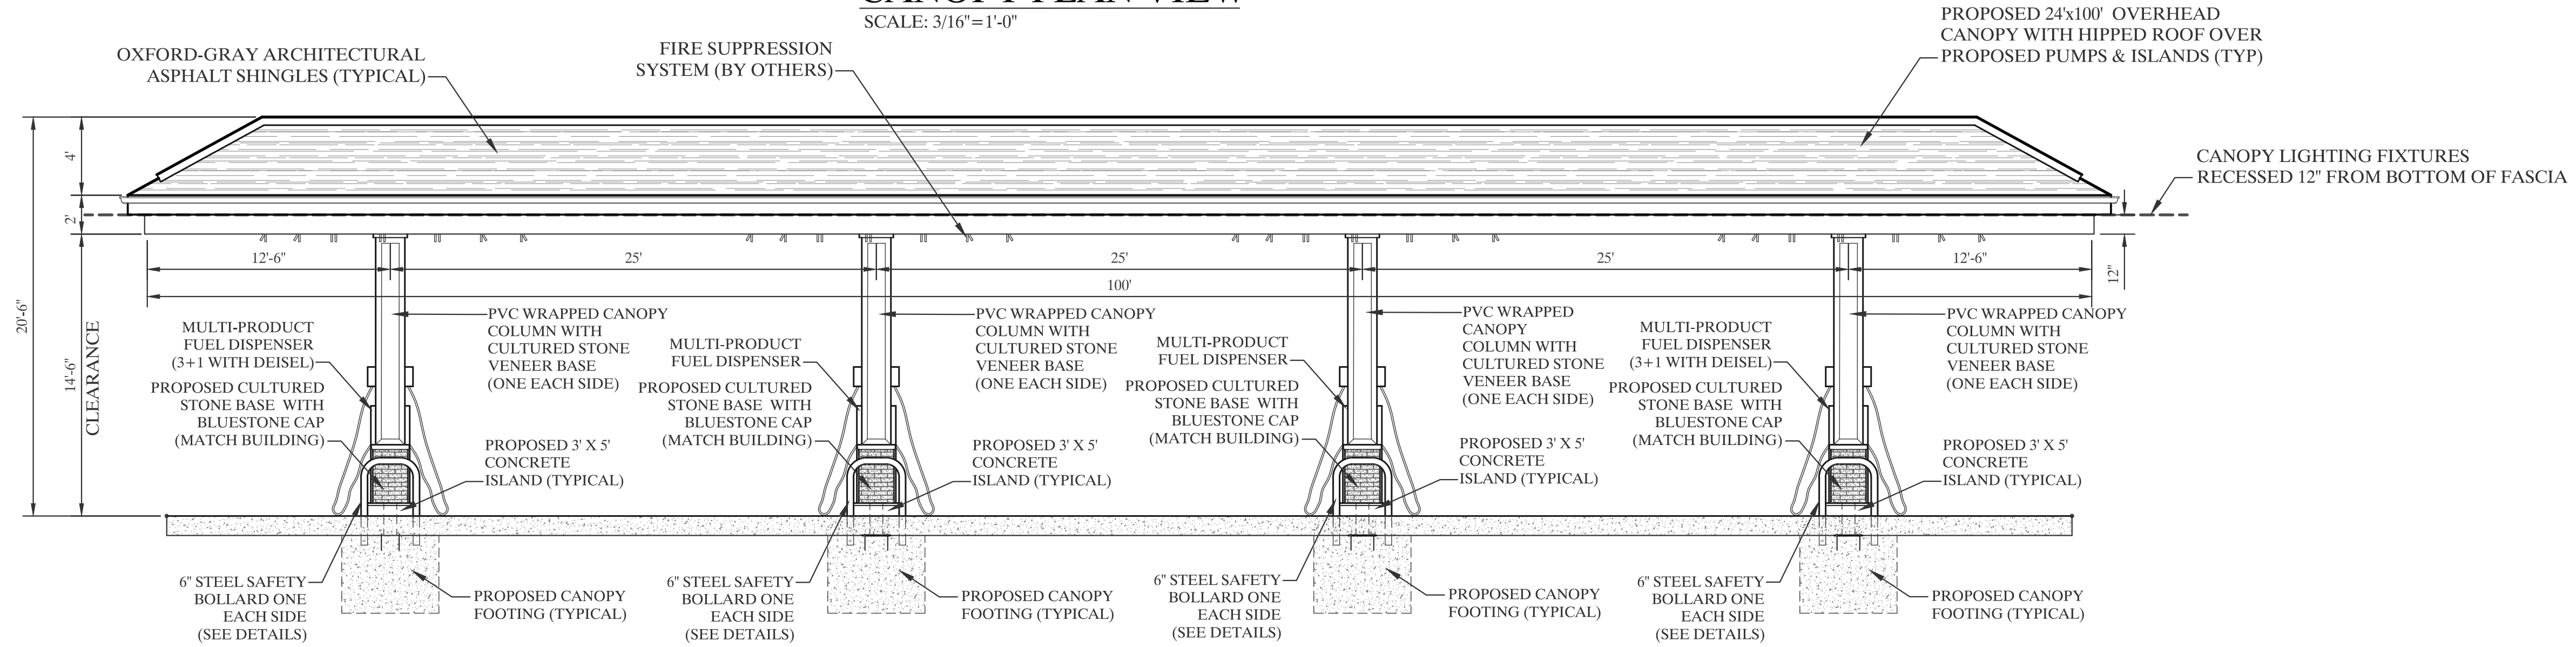 CANOPY PLAN VIEW
SCALE: 3/16"=1'-0"
PROPOSED 24'x100' OVERHEAD
CANOPY WITH HIPPED ROOF OVER
PROPOSED PUMPS & ISLANDS (TYP)
OXFORD-GRAY ARCHITECTURAL
ASPHALT SHINGLES (TYPICAL)
FIRE SUPPRESSION
SYSTEM (BY OTHERS)
CANOPY LIGHTING FIXTURES
RECESSED 12" FROM BOTTOM OF FASCIA
4'
2'
20'-6"
14'-6"
CLEARANCE
12'-6"
25'
25'
25'
12'-6"
100'
12"
MULTI-PRODUCT
FUEL DISPENSER
(3+1 WITH DEISEL)
PROPOSED CULTURED
STONE BASE WITH
BLUESTONE CAP
(MATCH BUILDING)
PVC WRAPPED CANOPY
COLUMN WITH
CULTURED STONE
VENEER BASE
(ONE EACH SIDE)
PROPOSED 3' X 5'
CONCRETE
ISLAND (TYPICAL)
MULTI-PRODUCT
FUEL DISPENSER
PROPOSED CULTURED
STONE BASE WITH
BLUESTONE CAP
(MATCH BUILDING)
PVC WRAPPED CANOPY
COLUMN WITH
CULTURED STONE
VENEER BASE
(ONE EACH SIDE)
PROPOSED 3' X 5'
CONCRETE
ISLAND (TYPICAL)
MULTI-PRODUCT
FUEL DISPENSER
PROPOSED CULTURED
STONE BASE WITH
BLUESTONE CAP
(MATCH BUILDING)
PVC WRAPPED
CANOPY
COLUMN WITH
CULTURED STONE
VENEER BASE
(ONE EACH SIDE)
PROPOSED 3' X 5'
CONCRETE
ISLAND (TYPICAL)
MULTI-PRODUCT
FUEL DISPENSER
(3+1 WITH DEISEL)
PROPOSED CULTURED
STONE BASE WITH
BLUESTONE CAP
(MATCH BUILDING)
PVC WRAPPED CANOPY
COLUMN WITH
CULTURED STONE
VENEER BASE
(ONE EACH SIDE)
PROPOSED 3' X 5'
CONCRETE
ISLAND (TYPICAL)
6" STEEL SAFETY
BOLLARD ONE
EACH SIDE
(SEE DETAILS)
PROPOSED CANOPY
FOOTING (TYPICAL)
6" STEEL SAFETY
BOLLARD ONE
EACH SIDE
(SEE DETAILS)
PROPOSED CANOPY
FOOTING (TYPICAL)
6" STEEL SAFETY
BOLLARD ONE
EACH SIDE
(SEE DETAILS)
PROPOSED CANOPY
FOOTING (TYPICAL)
6" STEEL SAFETY
BOLLARD ONE
EACH SIDE
(SEE DETAILS)
PROPOSED CANOPY
FOOTING (TYPICAL)